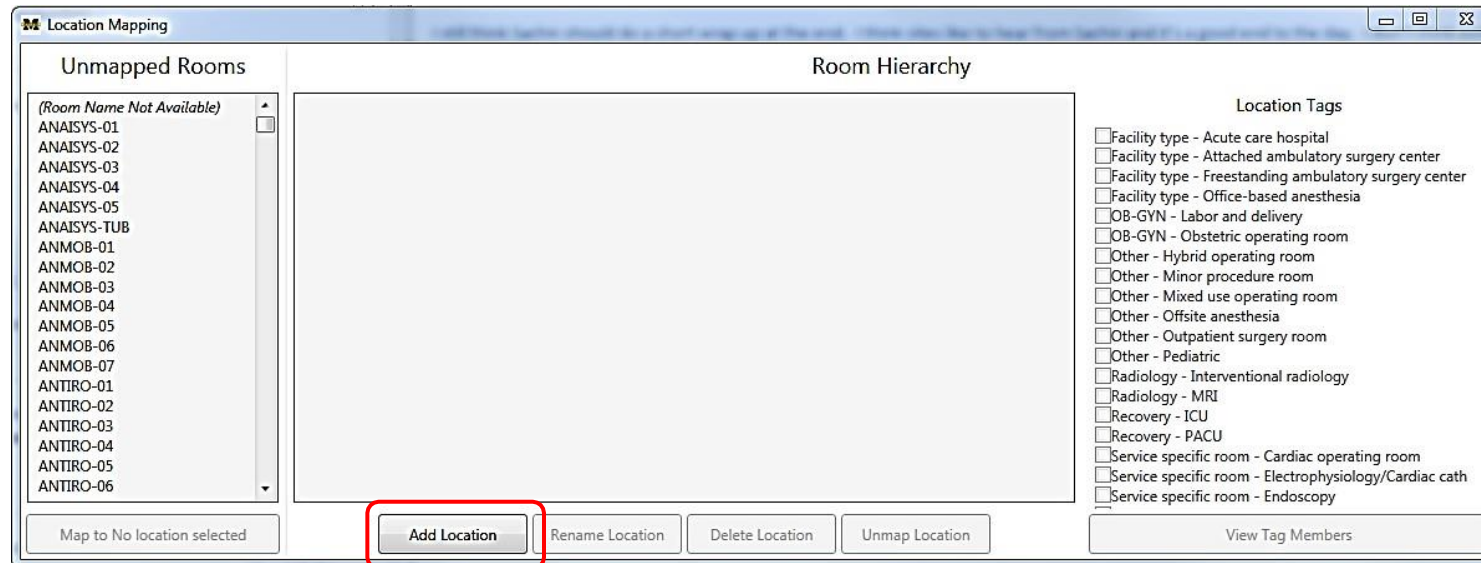 Location Mapping
Unmapped Rooms
Room Hierarchy
(Room Name Not Available)
ANAISYS-01
ANAISYS-02
ANAISYS-03
ANAISYS-04
ANAISYS-05
ANAISYS-TUB
ANMOB-01
ANMOB-02
ANMOB-03
ANMOB-04
ANMOB-05
ANMOB-06
ANMOB-07
ANTIRO-01
ANTIRO-02
ANTIRO-03
ANTIRO-04
ANTIRO-05
ANTIRO-06
Location Tags
Facility type - Acute care hospital
Facility type - Attached ambulatory surgery center
Facility type - Freestanding ambulatory surgery center
Facility type - Office-based anesthesia
OB-GYN - Labor and delivery
OB-GYN - Obstetric operating room
Other - Hybrid operating room
Other - Minor procedure room
Other - Mixed use operating room
Other - Offsite anesthesia
Other - Outpatient surgery room
Other - Pediatric
Radiology - Interventional radiology
Radiology - MRI
Recovery - ICU
Recovery - PACU
Service specific room - Cardiac operating room
Service specific room - Electrophysiology/Cardiac cath
Service specific room - Endoscopy
Map to No location selected
Add Location
Rename Location
Delete Location
Unmap Location
View Tag Members